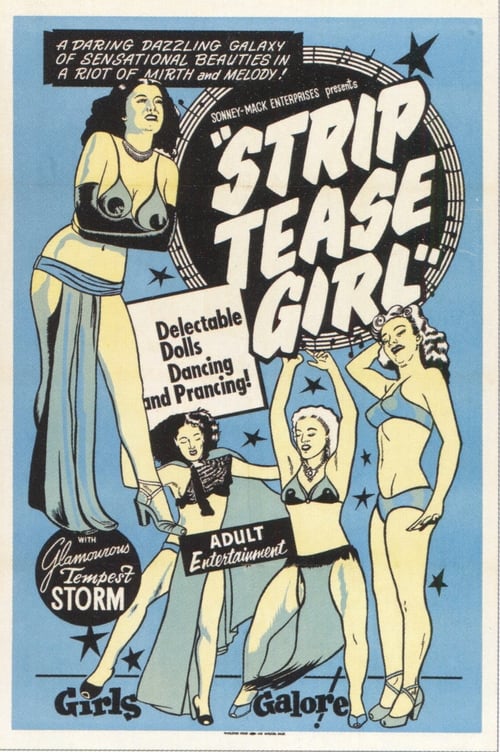 A DARING DAZZLING GALAXY
OF SENSATIONAL BEAUTIES IN
A RIOT OF MIRTH and MELODY!
SONNEY-MACK ENTERPRISES presents
"STRIP
TEASE
GIRL"
Delectable
Dolls
Dancing
and Prancing!
ADULT
Entertainment
WITH
Glamourous
Tempest
STORM
Girls Galore!